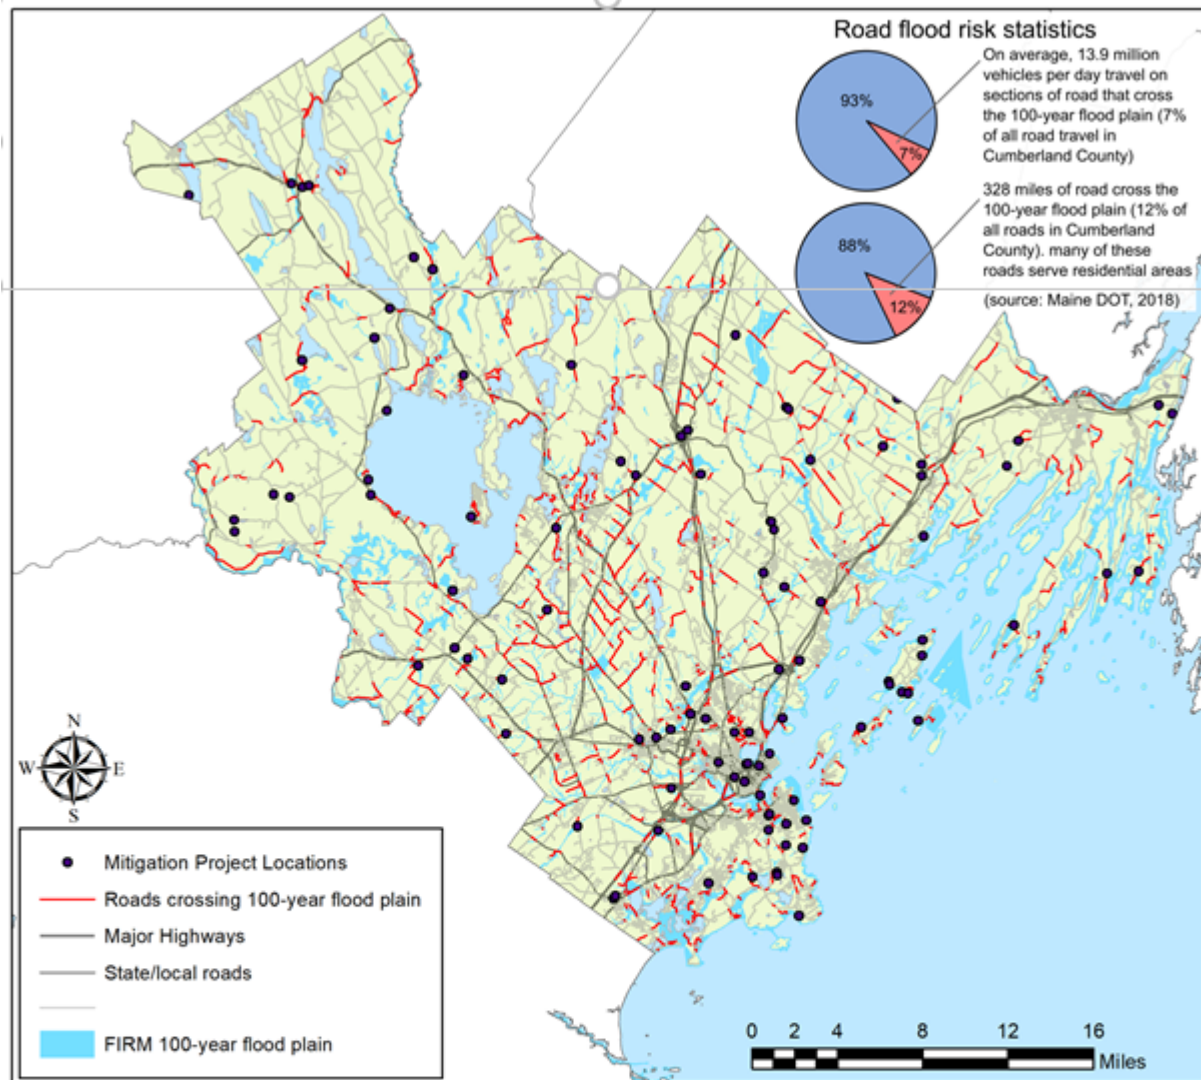 Road flood risk statistics
On average, 13.9 million
vehicles per day travel on
sections of road that cross
the 100-year flood plain (7%
of all road travel in
Cumberland County)
93%
7%
328 miles of road cross the
100-year flood plain (12% of
all roads in Cumberland
County). many of these
roads serve residential areas
(source: Maine DOT, 2018)
88%
12%
N
W E
S
Mitigation Project Locations
Roads crossing 100-year flood plain
Major Highways
State/local roads
FIRM 100-year flood plain
0 2 4 8 12 16
Miles